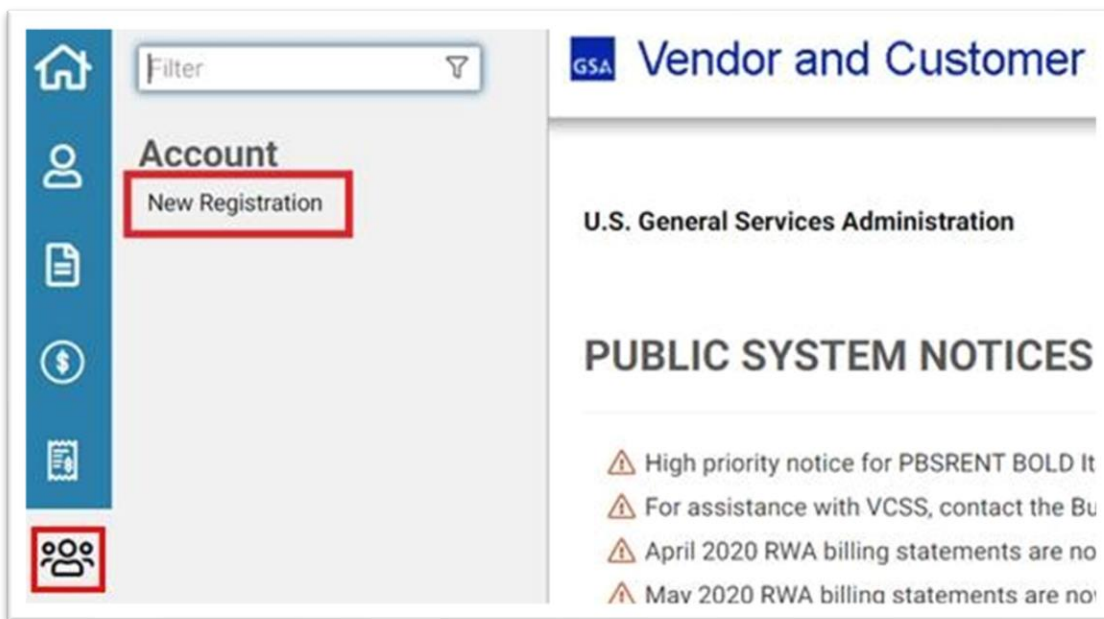 Filter
Account
New Registration
GSA Vendor and Customer
U.S. General Services Administration
PUBLIC SYSTEM NOTICES
High priority notice for PBSRENT BOLD It
For assistance with VCSS, contact the Bu
April 2020 RWA billing statements are no
May 2020 RWA billing statements are no